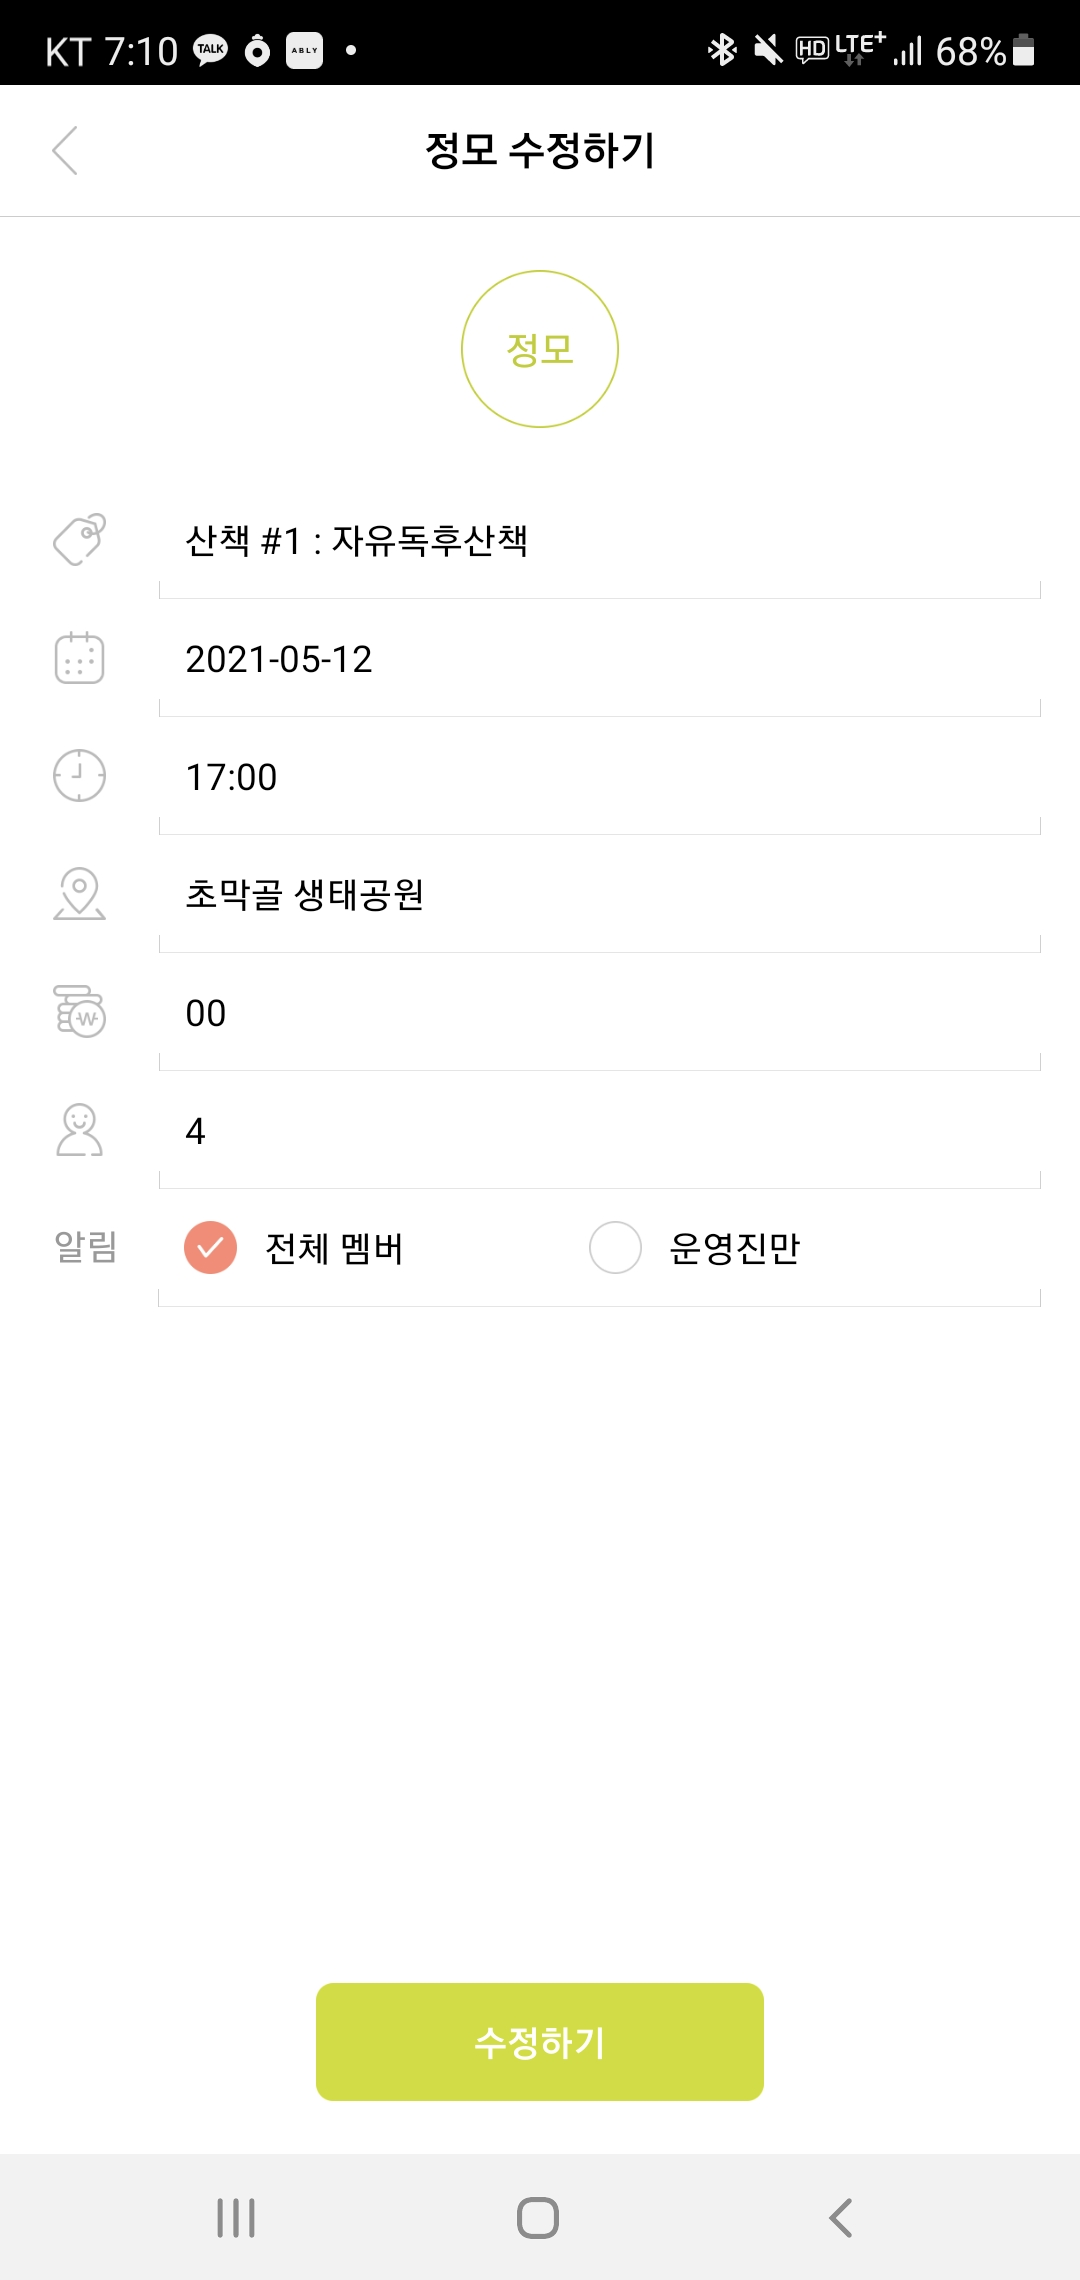 KT 7:10 TALK ABLY HD LTE+ 68%
정모 수정하기
정모
산책 #1 : 자유독후산책
2021-05-12
17:00
초막골 생태공원
W 00
4
알림 전체 멤버 운영진만
수정하기